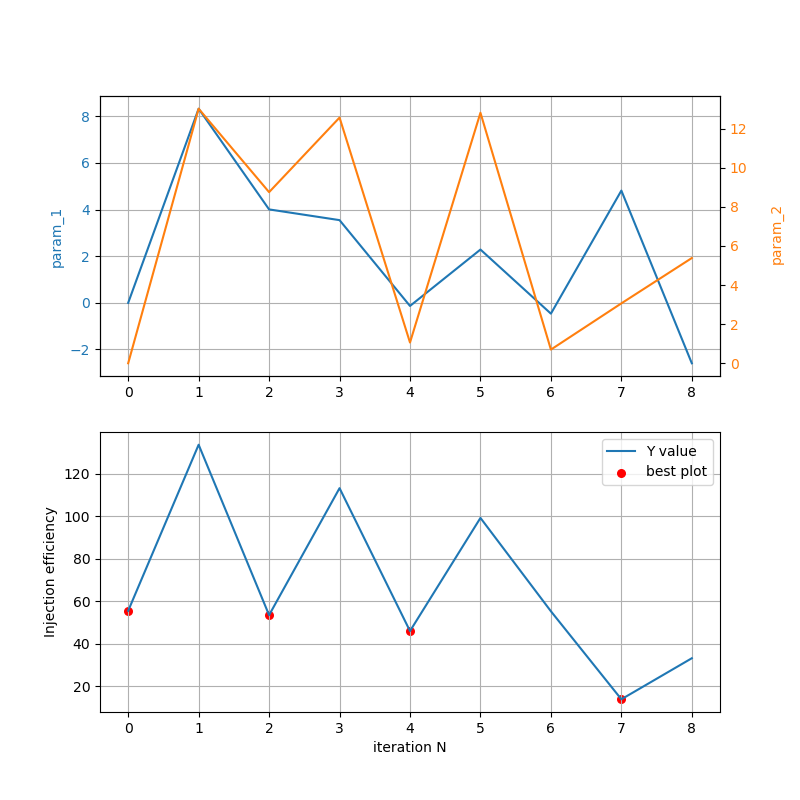 param_1
8
6
4
2
0
−2
12
10
8
6
4
2
0
param_2
0 1 2 3 4 5 6 7 8
Injection efficiency
120
100
80
60
40
20
Y value
best plot
0 1 2 3 4 5 6 7 8
iteration N